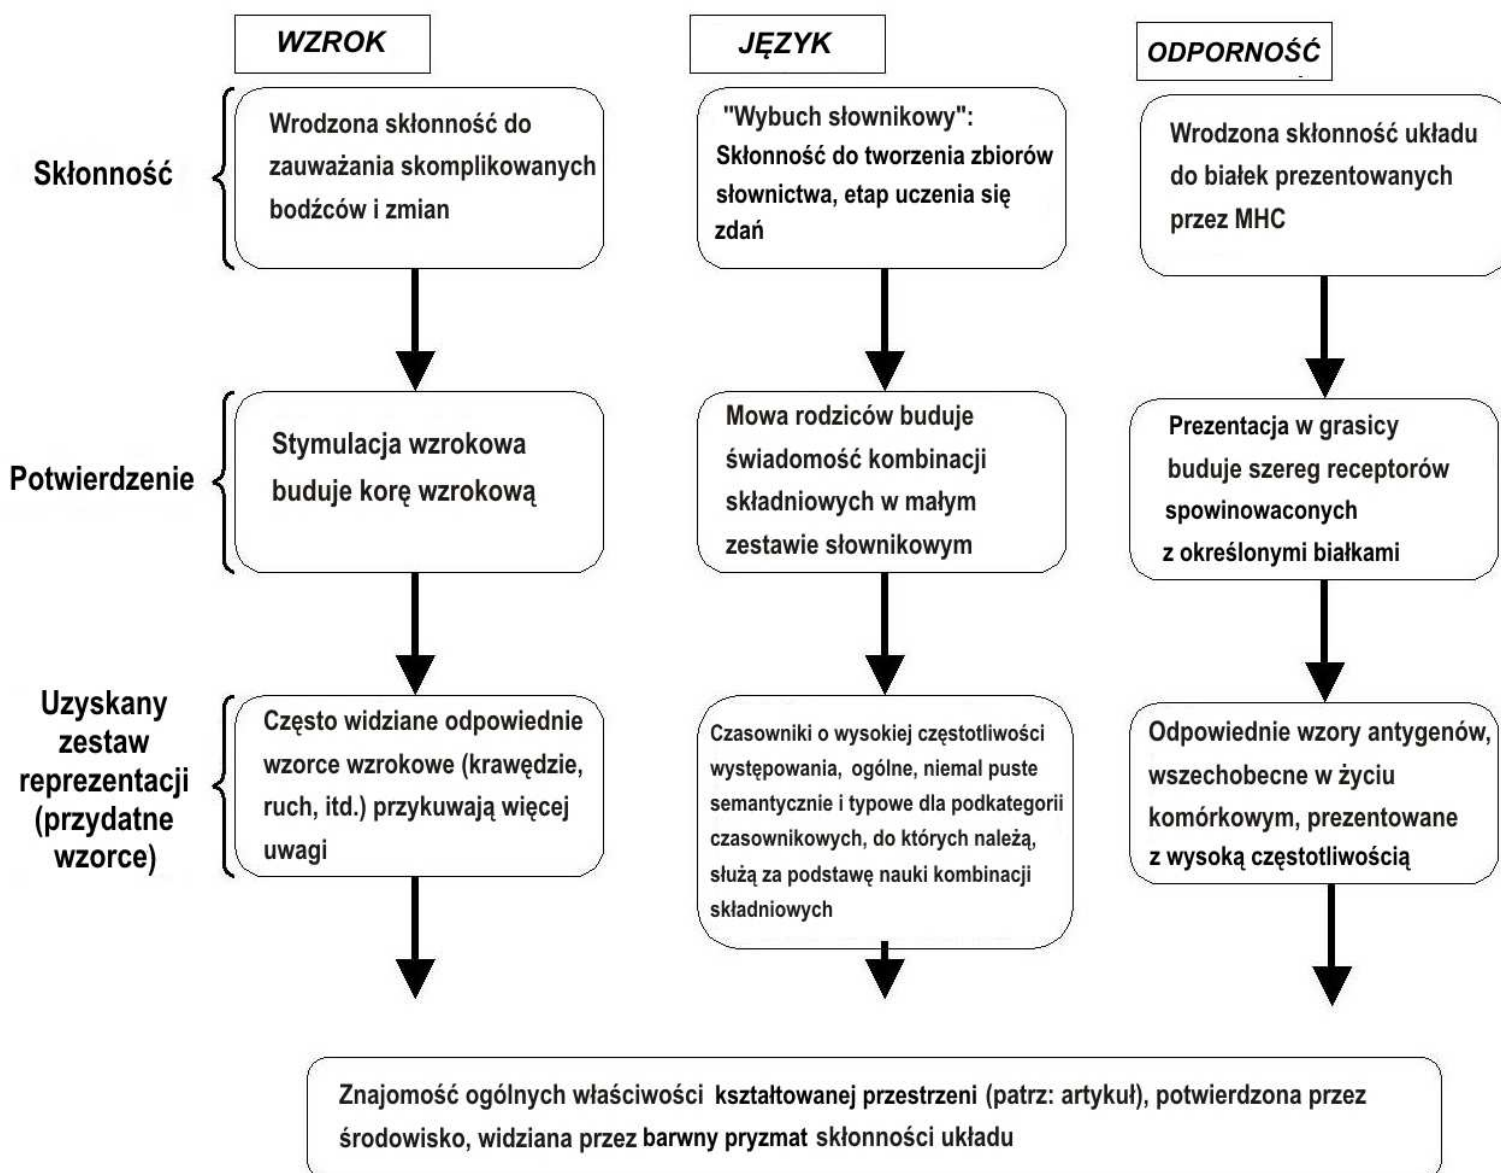 WZROK
JĘZYK
ODPORNOŚĆ
Skłonność
Wrodzona skłonność do
zauważania skomplikowanych
bodźców i zmian
"Wybuch słownikowy":
Skłonność do tworzenia zbiorów
słownictwa, etap uczenia się
zdań
Wrodzona skłonność układu
do białek prezentowanych
przez MHC
Potwierdzenie
Stymulacja wzrokowa
buduje korę wzrokową
Mowa rodziców buduje
świadomość kombinacji
składniowych w małym
zestawie słownikowym
Prezentacja w grasicy
buduje szereg receptorów
spowinowaconych
z określonymi białkami
Uzyskany
zestaw
reprezentacji
(przydatne
wzorce)
Często widziane odpowiednie
wzorce wzrokowe (krawędzie,
ruch, itd.) przykuwają więcej
uwagi
Czasowniki o wysokiej częstotliwości
występowania, ogólne, niemal puste
semantycznie i typowe dla podkategorii
czasownikowych, do których należą,
służą za podstawę nauki kombinacji
składniowych
Odpowiednie wzory antygenów,
wszechobecne w życiu
komórkowym, prezentowane
z wysoką częstotliwością
Znajomość ogólnych właściwości kształtowanej przestrzeni (patrz: artykuł), potwierdzona przez
środowisko, widziana przez barwny pryzmat skłonności układu